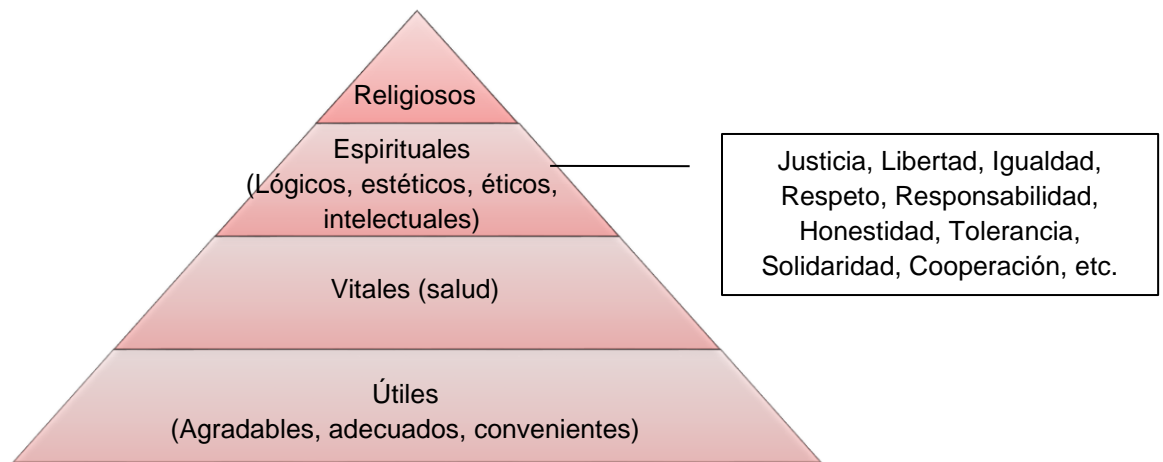 Religiosos
Espirituales
(Lógicos, estéticos, éticos,
intelectuales)
Justicia, Libertad, Igualdad,
Respeto, Responsabilidad,
Honestidad, Tolerancia,
Solidaridad, Cooperación, etc.
Vitales (salud)
Útiles
(Agradables, adecuados, convenientes)